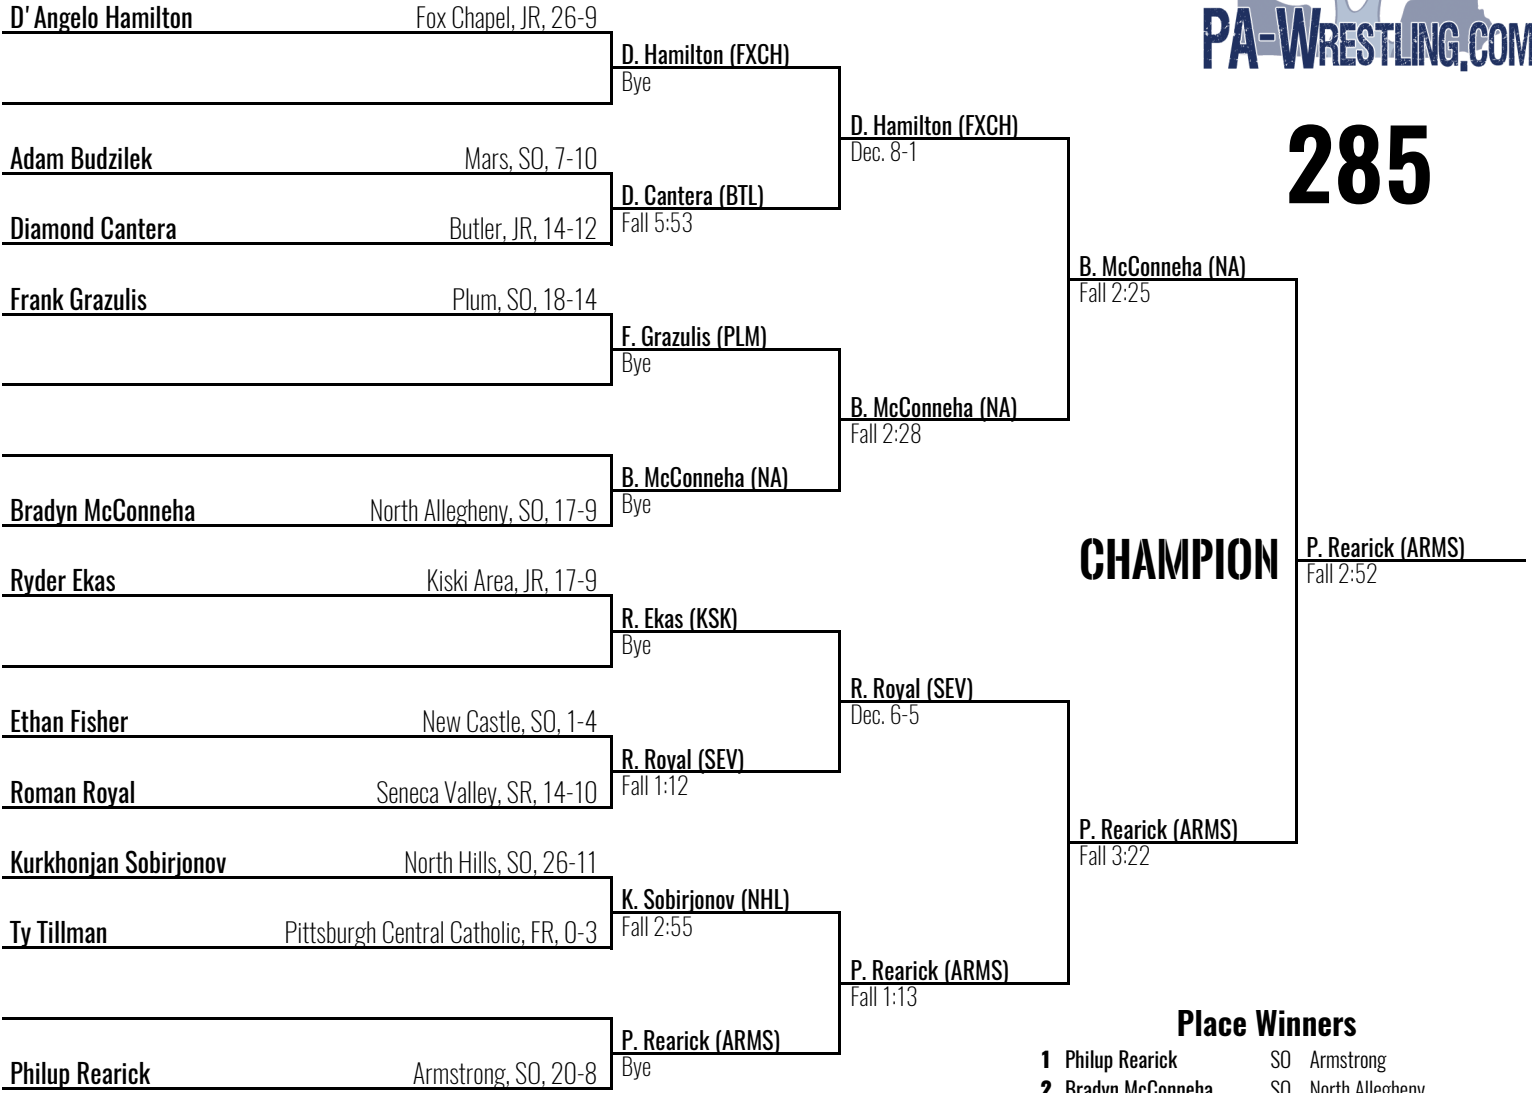 PA-WRESTLING.COM
285
D'Angelo Hamilton Fox Chapel, JR, 26-9
D. Hamilton (FXCH)
Bye
D. Hamilton (FXCH)
Dec. 8-1
Adam Budzilek Mars, SO, 7-10
D. Cantera (BTL)
Fall 5:53
Diamond Cantera Butler, JR, 14-12
B. McConneha (NA)
Fall 2:25
Frank Grazulis Plum, SO, 18-14
F. Grazulis (PLM)
Bye
B. McConneha (NA)
Fall 2:28
B. McConneha (NA)
Bye
Bradyn McConneha North Allegheny, SO, 17-9
CHAMPION
P. Rearick (ARMS)
Fall 2:52
Ryder Ekas Kiski Area, JR, 17-9
R. Ekas (KSK)
Bye
R. Royal (SEV)
Dec. 6-5
Ethan Fisher New Castle, SO, 1-4
R. Royal (SEV)
Fall 1:12
Roman Royal Seneca Valley, SR, 14-10
P. Rearick (ARMS)
Fall 3:22
Kurkhonjan Sobirjonov North Hills, SO, 26-11
K. Sobirjonov (NHL)
Fall 2:55
Ty Tillman Pittsburgh Central Catholic, FR, 0-3
P. Rearick (ARMS)
Fall 1:13
P. Rearick (ARMS)
Bye
Philup Rearick Armstrong, SO, 20-8
Place Winners
1 Philup Rearick SO Armstrong
2 Bradyn McConneha SO North Allegheny